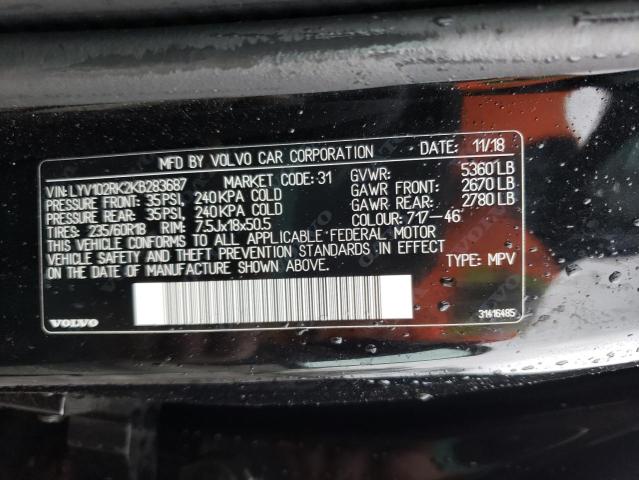 MFD BY VOLVO CAR CORPORATION DATE: 11/18
VIN: LYV102RK2KB283687 MARKET CODE: 31 GVWR: 5360 LB
PRESSURE FRONT: 35 PSI, 240 KPA COLD GAWR FRONT: 2670 LB
PRESSURE REAR: 35 PSI, 240 KPA COLD GAWR REAR: 2780 LB
TIRES: 235/60R18 RIM: 7.5Jx18x50.5 COLOUR: 717-46
THIS VEHICLE CONFORMS TO ALL APPLICABLE FEDERAL MOTOR
VEHICLE SAFETY AND THEFT PREVENTION STANDARDS IN EFFECT
ON THE DATE OF MANUFACTURE SHOWN ABOVE. TYPE: MPV
VOLVO 31416485